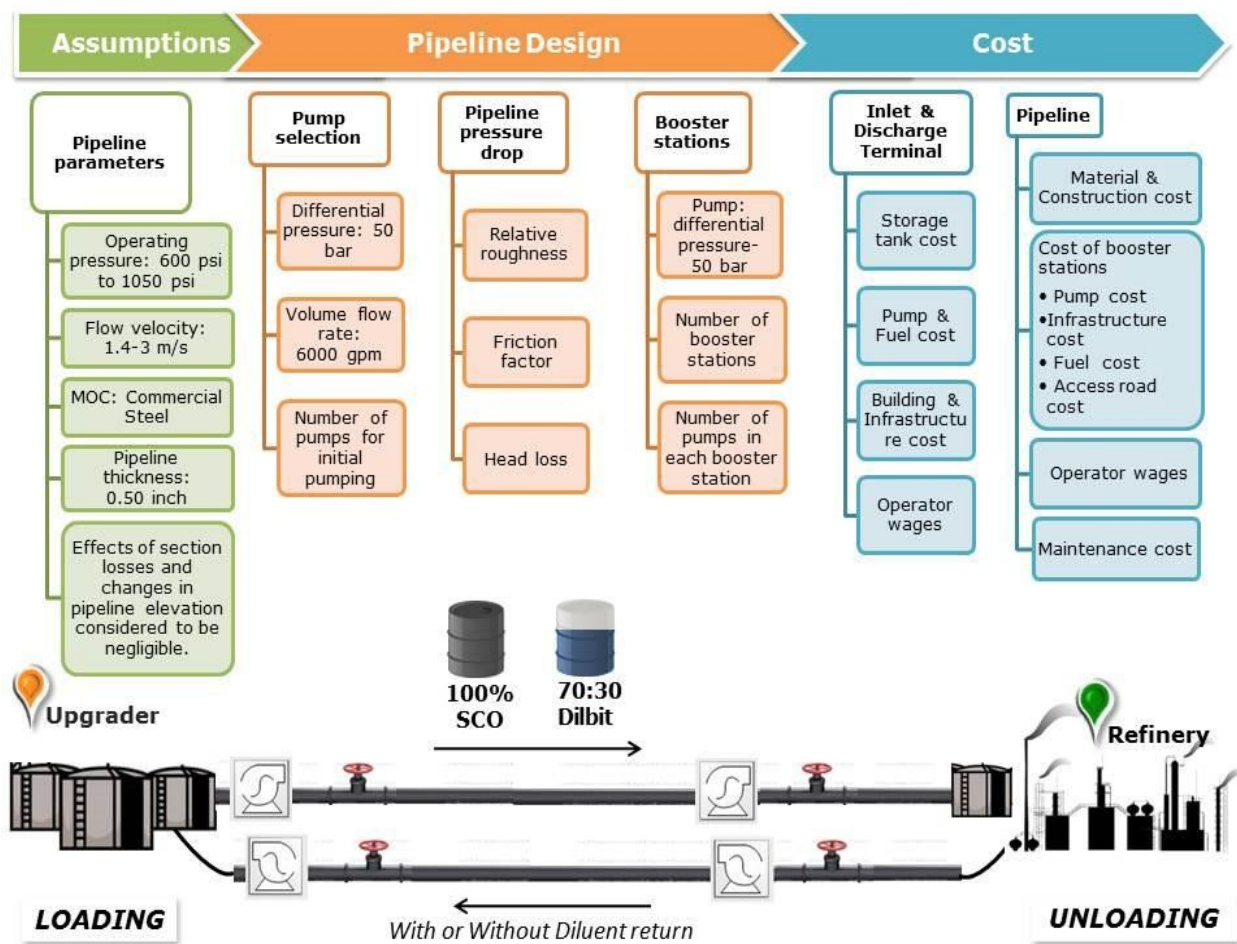 Assumptions
Pipeline Design
Cost
Pipeline
parameters
Operating
pressure: 600 psi
to 1050 psi
Flow velocity:
1.4-3 m/s
MOC: Commercial
Steel
Pipeline
thickness:
0.50 inch
Effects of section
losses and
changes in
pipeline elevation
considered to be
negligible.
Pump
selection
Differential
pressure: 50
bar
Volume flow
rate:
6000 gpm
Number of
pumps for
initial
pumping
Pipeline
pressure
drop
Relative
roughness
Friction
factor
Head loss
Booster
stations
Pump:
differential
pressure-
50 bar
Number of
booster
stations
Number of
pumps in
each booster
station
Inlet &
Discharge
Terminal
Storage
tank cost
Pump &
Fuel cost
Building &
Infrastructu
re cost
Operator
wages
Pipeline
Material &
Construction cost
Cost of booster
stations
• Pump cost
•Infrastructure
cost
• Fuel cost
• Access road
cost
Operator wages
Maintenance cost
100%
SCO
70:30
Dilbit
Upgrader
Refinery
LOADING
With or Without Diluent return
UNLOADING